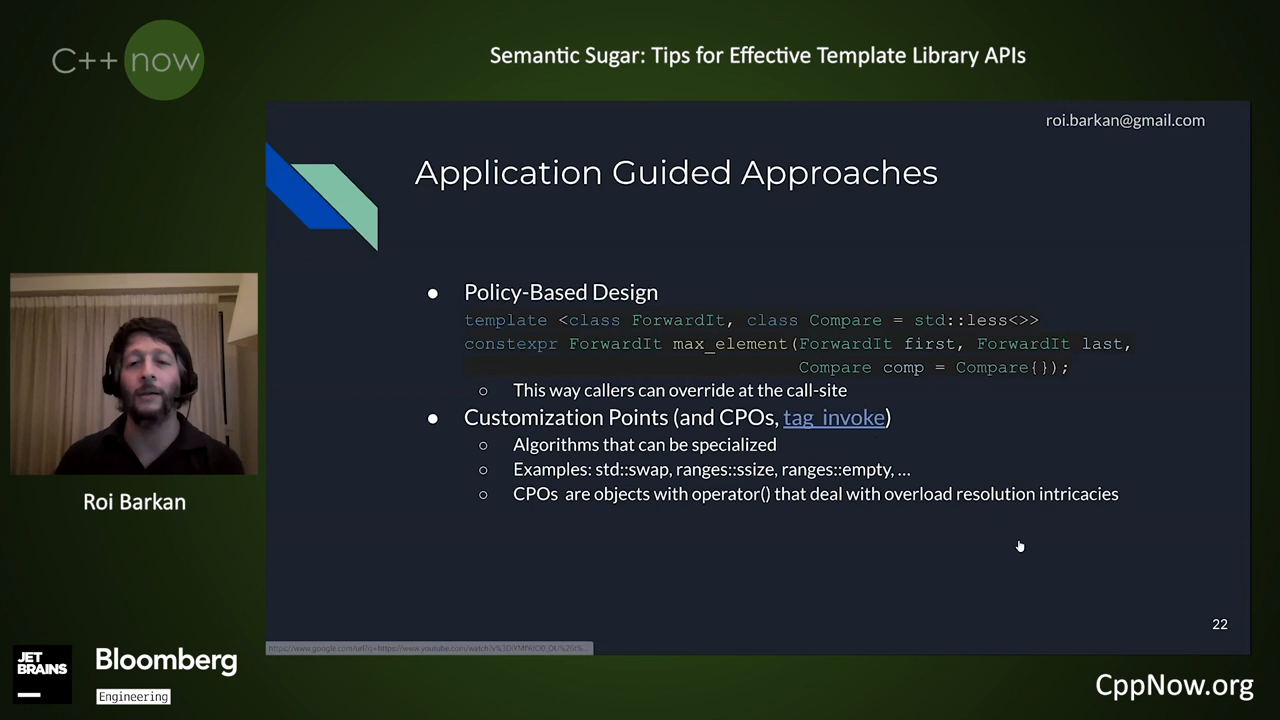 C++ now
Semantic Sugar: Tips for Effective Template Library APIs
roi.barkan@gmail.com
Application Guided Approaches
● Policy-Based Design
template <class ForwardIt, class Compare = std::less<>>
constexpr ForwardIt max_element(ForwardIt first, ForwardIt last,
Compare comp = Compare{});
○ This way callers can override at the call-site
● Customization Points (and CPOs, tag_invoke)
○ Algorithms that can be specialized
○ Examples: std::swap, ranges::ssize, ranges::empty, ...
○ CPOs are objects with operator() that deal with overload resolution intricacies
Roi Barkan
22
JET
BRAINS
Bloomberg
Engineering
CppNow.org